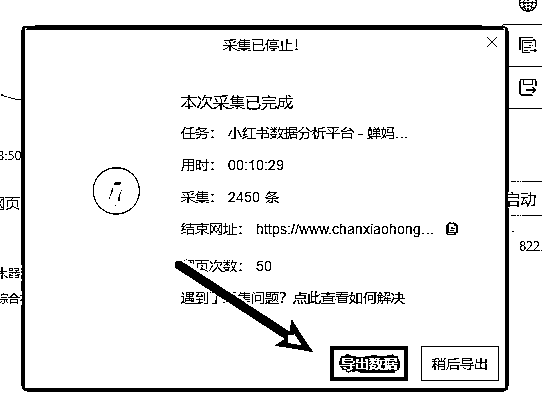 采集已停止!
本次采集已完成
任务: 小红书数据分析平台 - 蝉妈...
用时: 00:10:29
采集: 2450 条
结束网址: https://www.chanxiaohong...
页次数: 50
遇到了采集问题? 点此查看如何解决
导出数据 稍后导出
启动
822.
3:50
网页
综合